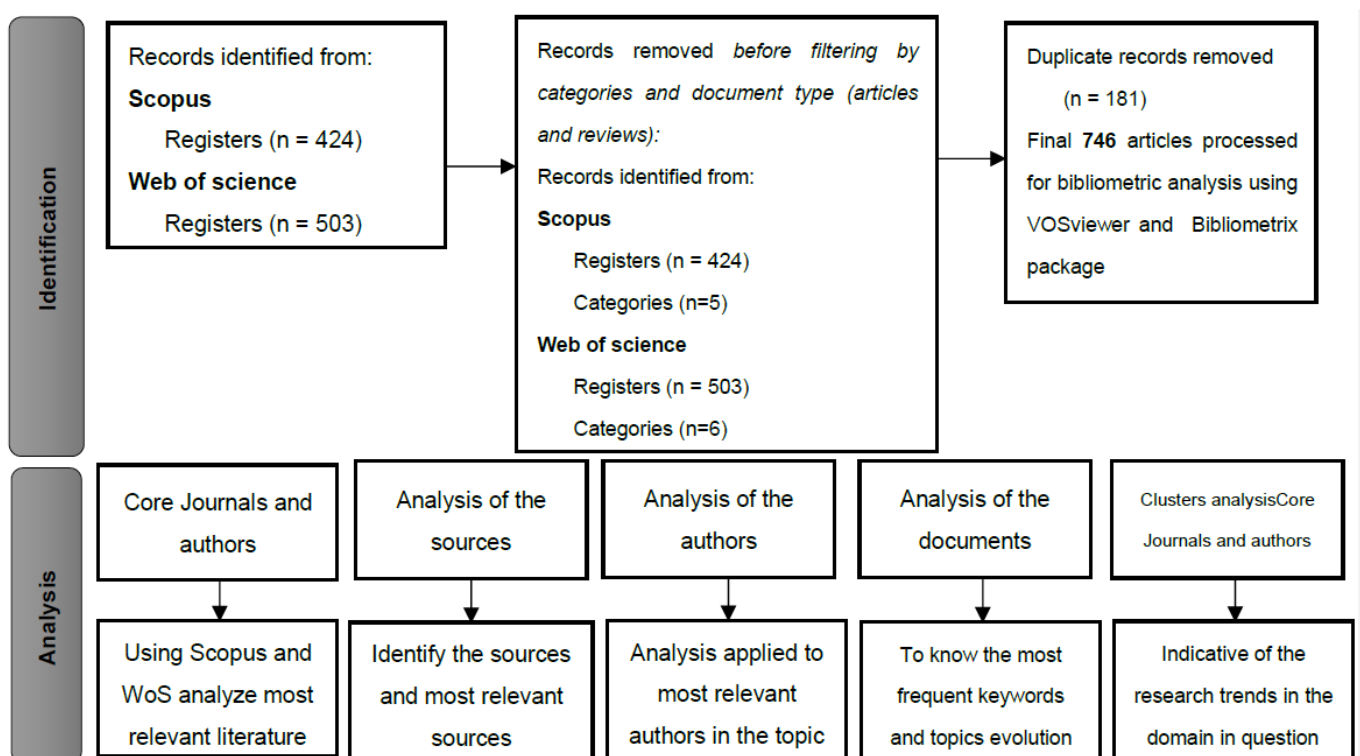 Identification
Records identified from:
Scopus
Registers (n = 424)
Web of science
Registers (n = 503)
Records removed before filtering by
categories and document type (articles
and reviews):
Records identified from:
Scopus
Registers (n = 424)
Categories (n=5)
Web of science
Registers (n = 503)
Categories (n=6)
Duplicate records removed
(n = 181)
Final 746 articles processed
for bibliometric analysis using
VOSviewer and Bibliometrix
package
Analysis
Core Journals and
authors
Analysis of the
sources
Analysis of the
authors
Analysis of the
documents
Clusters analysisCore
Journals and authors
Using Scopus and
WoS analyze most
relevant literature
Identify the sources
and most relevant
sources
Analysis applied to
most relevant
authors in the topic
To know the most
frequent keywords
and topics evolution
Indicative of the
research trends in the
domain in question